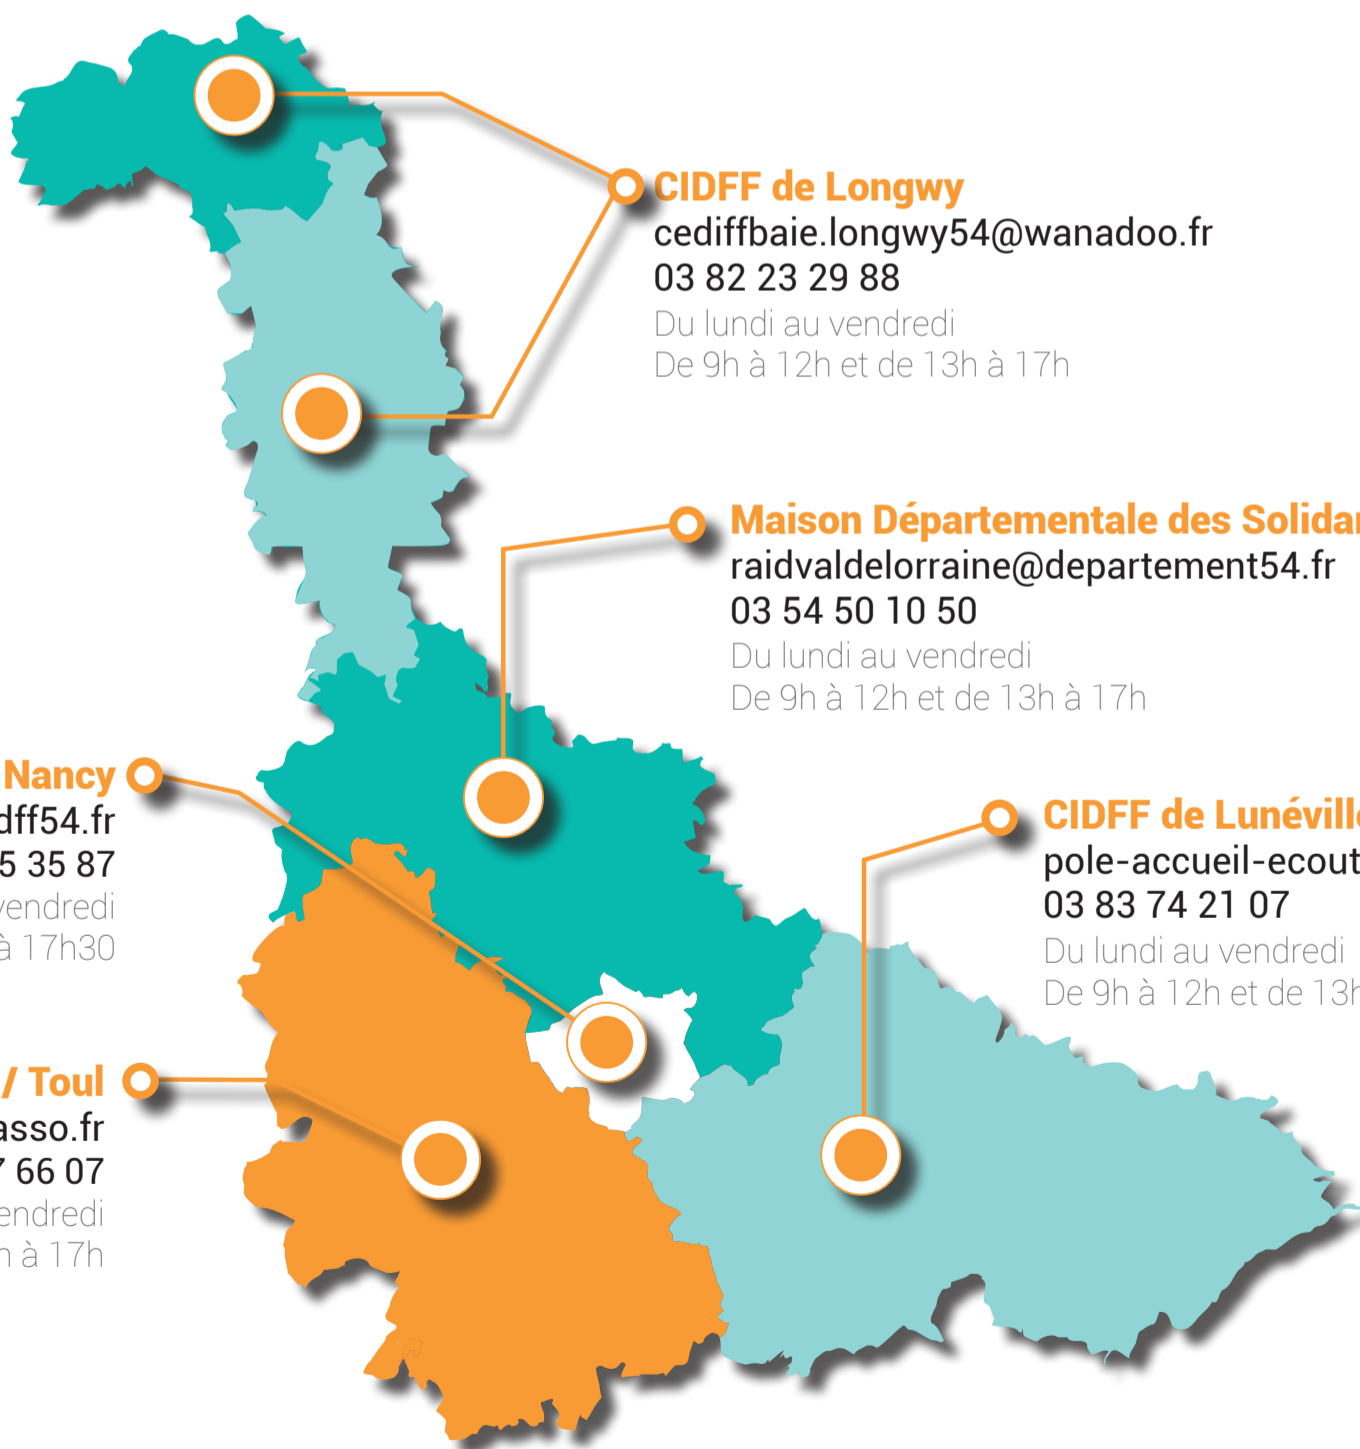 CIDFF de Longwy
cediffbaie.longwy54@wanadoo.fr
03 82 23 29 88
Du lundi au vendredi
De 9h à 12h et de 13h à 17h
Maison Départementale des Solidar
raidvaldelorraine@departement54.fr
03 54 50 10 50
Du lundi au vendredi
De 9h à 12h et de 13h à 17h
Nancy
dff54.fr
5 35 87
vendredi
à 17h30
CIDFF de Lunéville
pole-accueil-ecout
03 83 74 21 07
Du lundi au vendredi
De 9h à 12h et de 13h
/ Toul
asso.fr
7 66 07
endredi
h à 17h